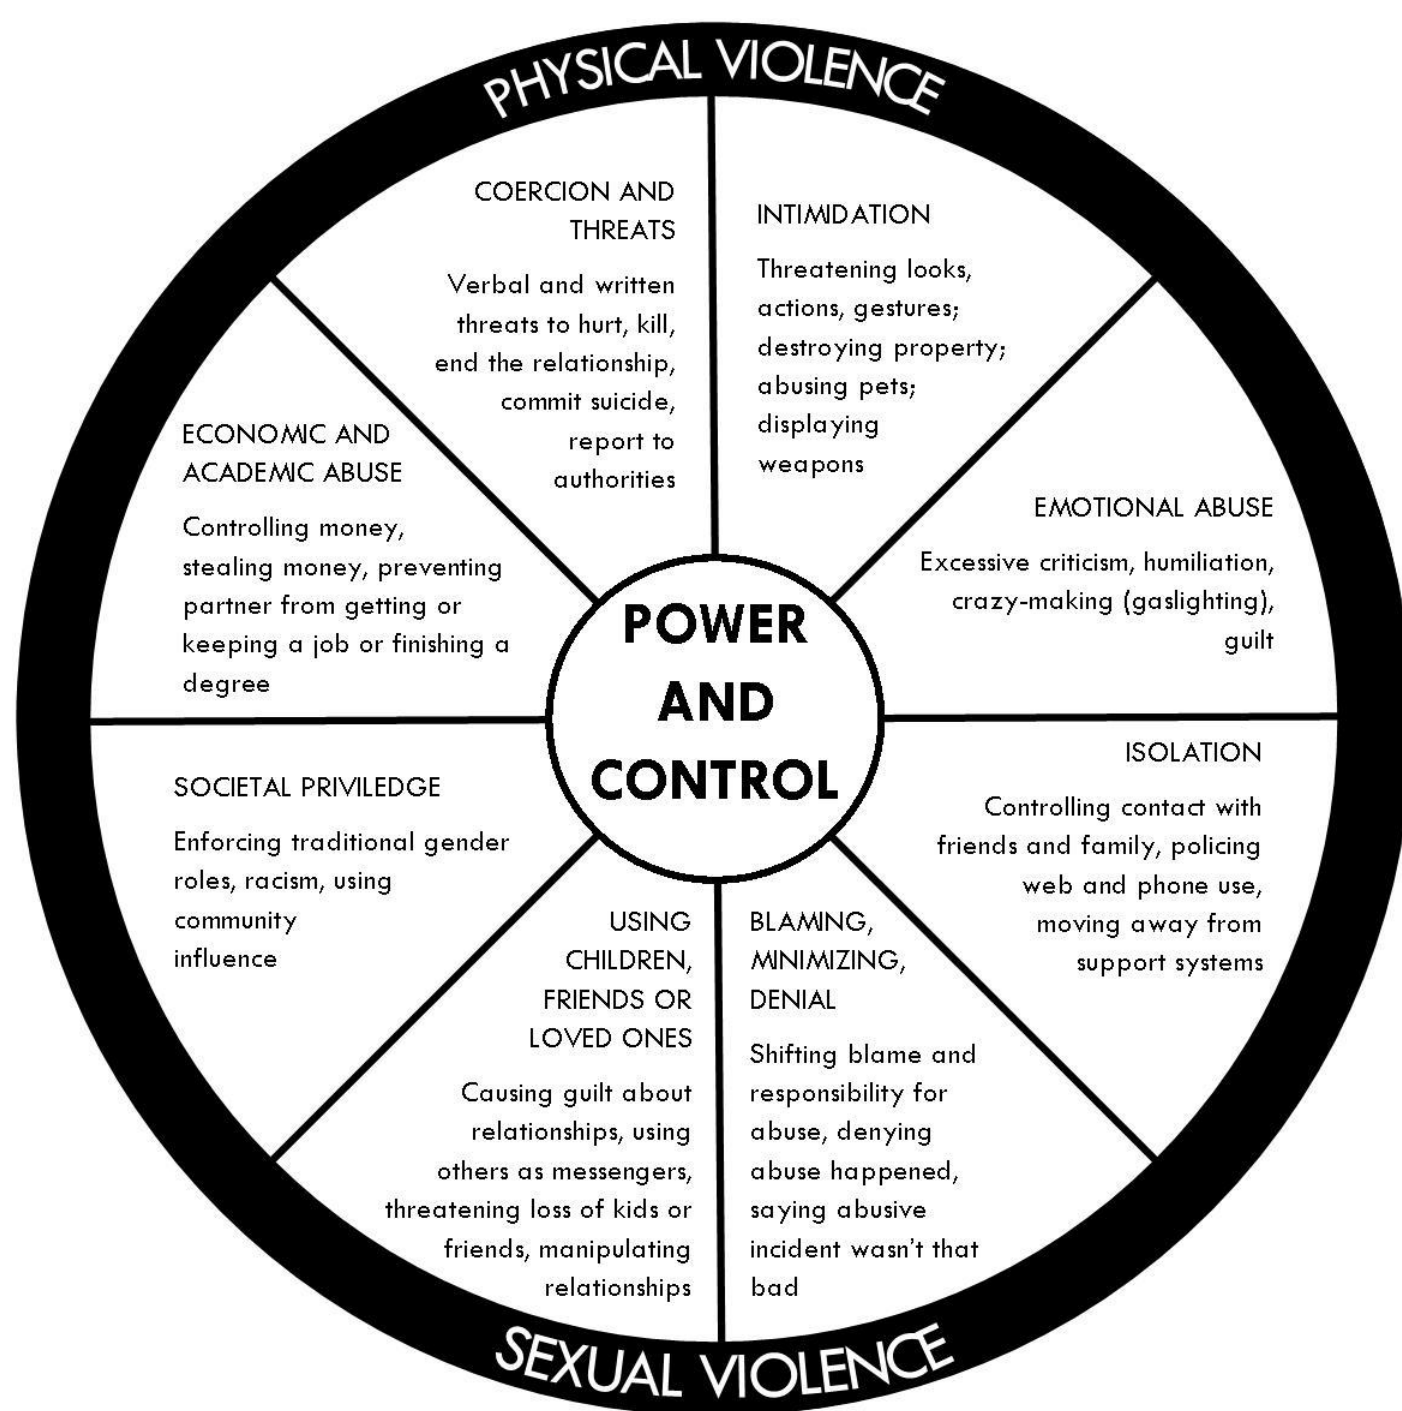 PHYSICAL VIOLENCE
COERCION AND
THREATS
Verbal and written
threats to hurt, kill,
end the relationship,
commit suicide,
report to
authorities
INTIMIDATION
Threatening looks,
actions, gestures;
destroying property;
abusing pets;
displaying
weapons
EMOTIONAL ABUSE
Excessive criticism, humiliation,
crazy-making (gaslighting),
guilt
ISOLATION
Controlling contact with
friends and family, policing
web and phone use,
moving away from
support systems
BLAMING,
MINIMIZING,
DENIAL
Shifting blame and
responsibility for
abuse, denying
abuse happened,
saying abusive
incident wasn't that
bad
USING
CHILDREN,
FRIENDS OR
LOVED ONES
Causing guilt about
relationships, using
others as messengers,
threatening loss of kids or
friends, manipulating
relationships
SOCIETAL PRIVILEDGE
Enforcing traditional gender
roles, racism, using
community
influence
ECONOMIC AND
ACADEMIC ABUSE
Controlling money,
stealing money, preventing
partner from getting or
keeping a job or finishing a
degree
POWER
AND
CONTROL
SEXUAL VIOLENCE